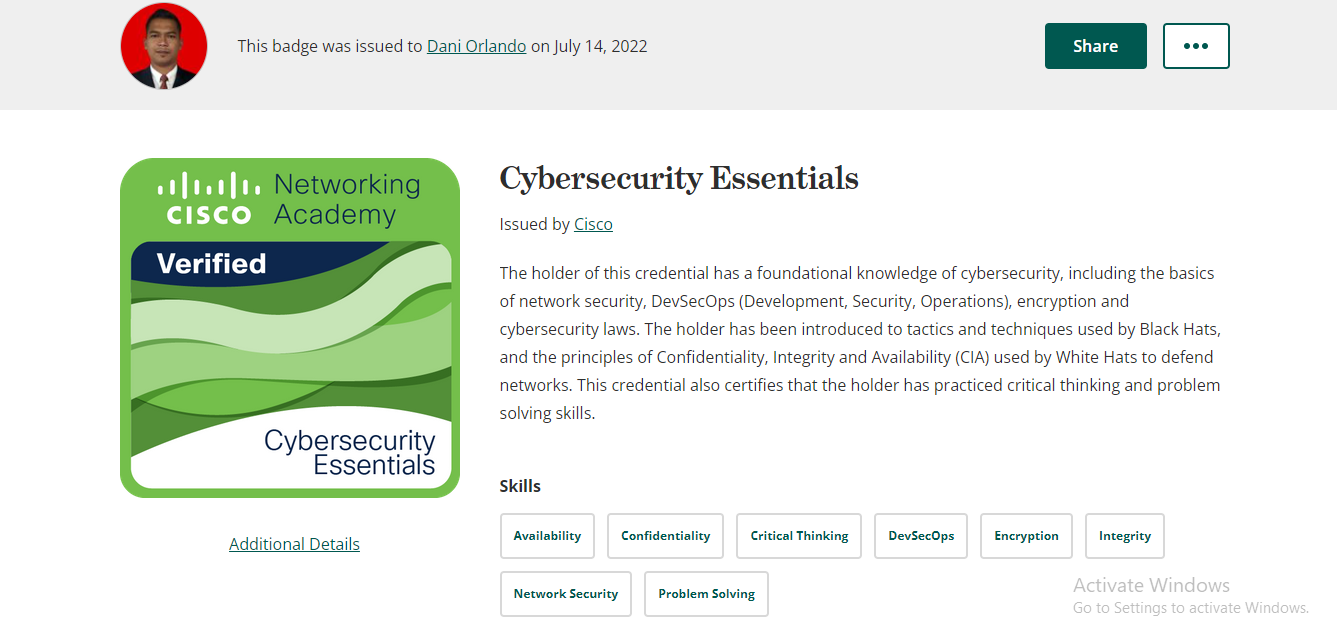 This badge was issued to Dani Orlando on July 14, 2022
Share
•••
CISCO
Networking
Academy
Verified
Cybersecurity
Essentials
Additional Details
Cybersecurity Essentials
Issued by Cisco
The holder of this credential has a foundational knowledge of cybersecurity, including the basics
of network security, DevSecOps (Development, Security, Operations), encryption and
cybersecurity laws. The holder has been introduced to tactics and techniques used by Black Hats,
and the principles of Confidentiality, Integrity and Availability (CIA) used by White Hats to defend
networks. This credential also certifies that the holder has practiced critical thinking and problem
solving skills.
Skills
Availability
Confidentiality
Critical Thinking
DevSecOps
Encryption
Integrity
Network Security
Problem Solving
Activate Windows
Go to Settings to activate Windows.